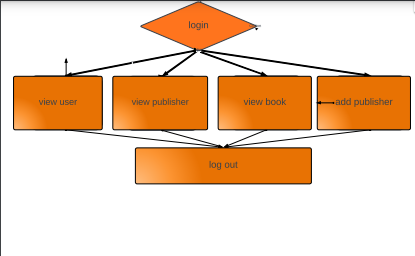 login
view user
view publisher
view book
add publisher
log out